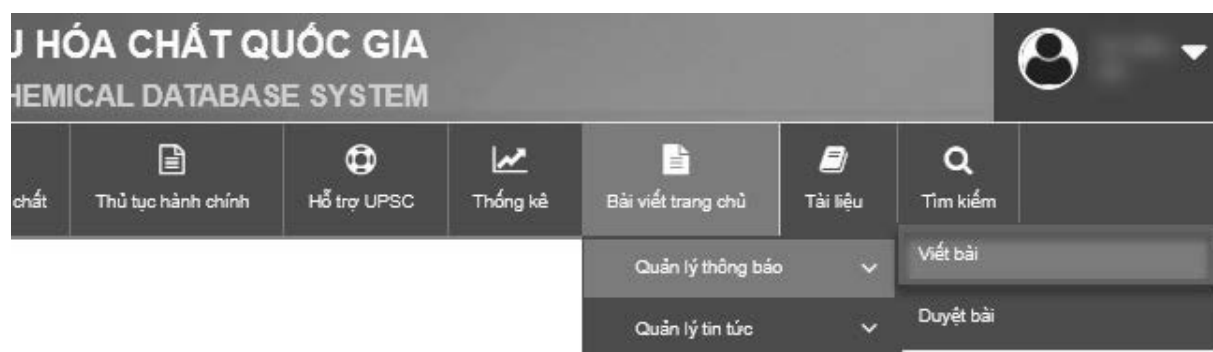 HÓA CHẤT QUỐC GIA
CHEMICAL DATABASE SYSTEM
chất
Thủ tục hành chính
Hỗ trợ UPSC
Thống kê
Bài viết trang chủ
Tài liệu
Tìm kiếm
Quản lý thông báo
Viết bài
Quản lý tin tức
Duyệt bài